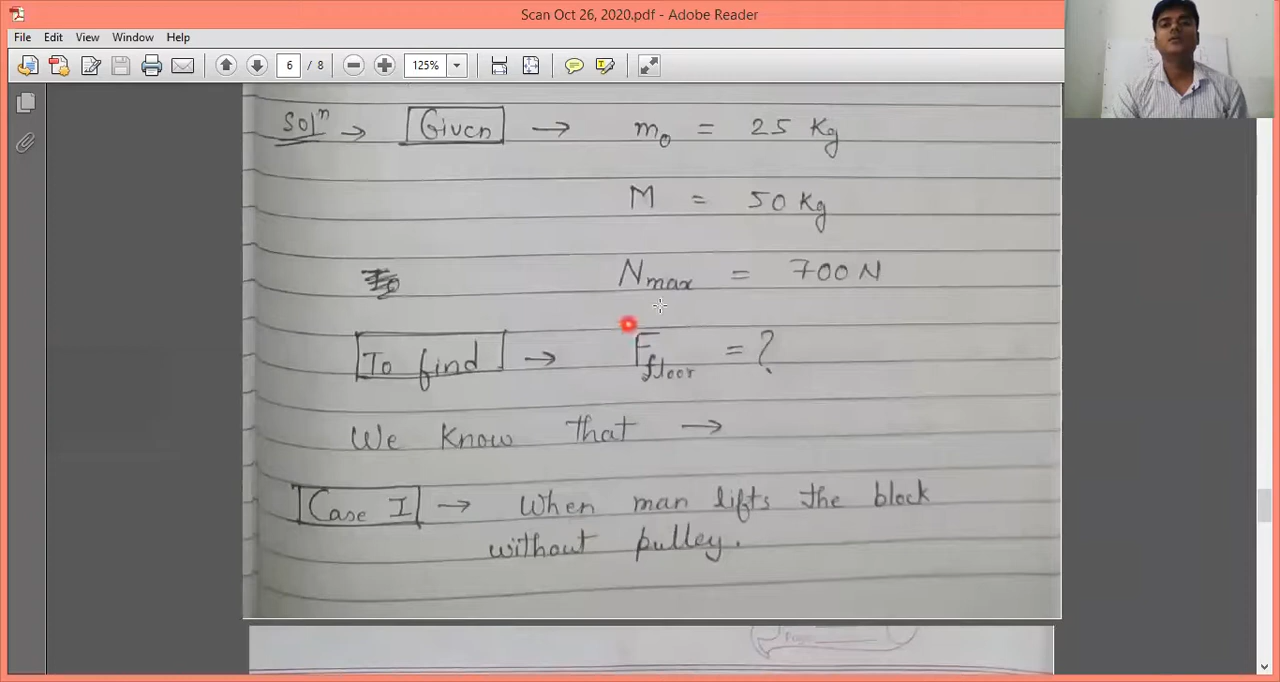 Scan Oct 26, 2020.pdf - Adobe Reader
File Edit View Window Help
6 / 8 125%
Solⁿ → Given → m₀ = 25 Kg
M = 50 Kg
Nmax = 700 N
To find → Ffloor = ?
We know that →
Case I → When man lifts the block
without pulley.